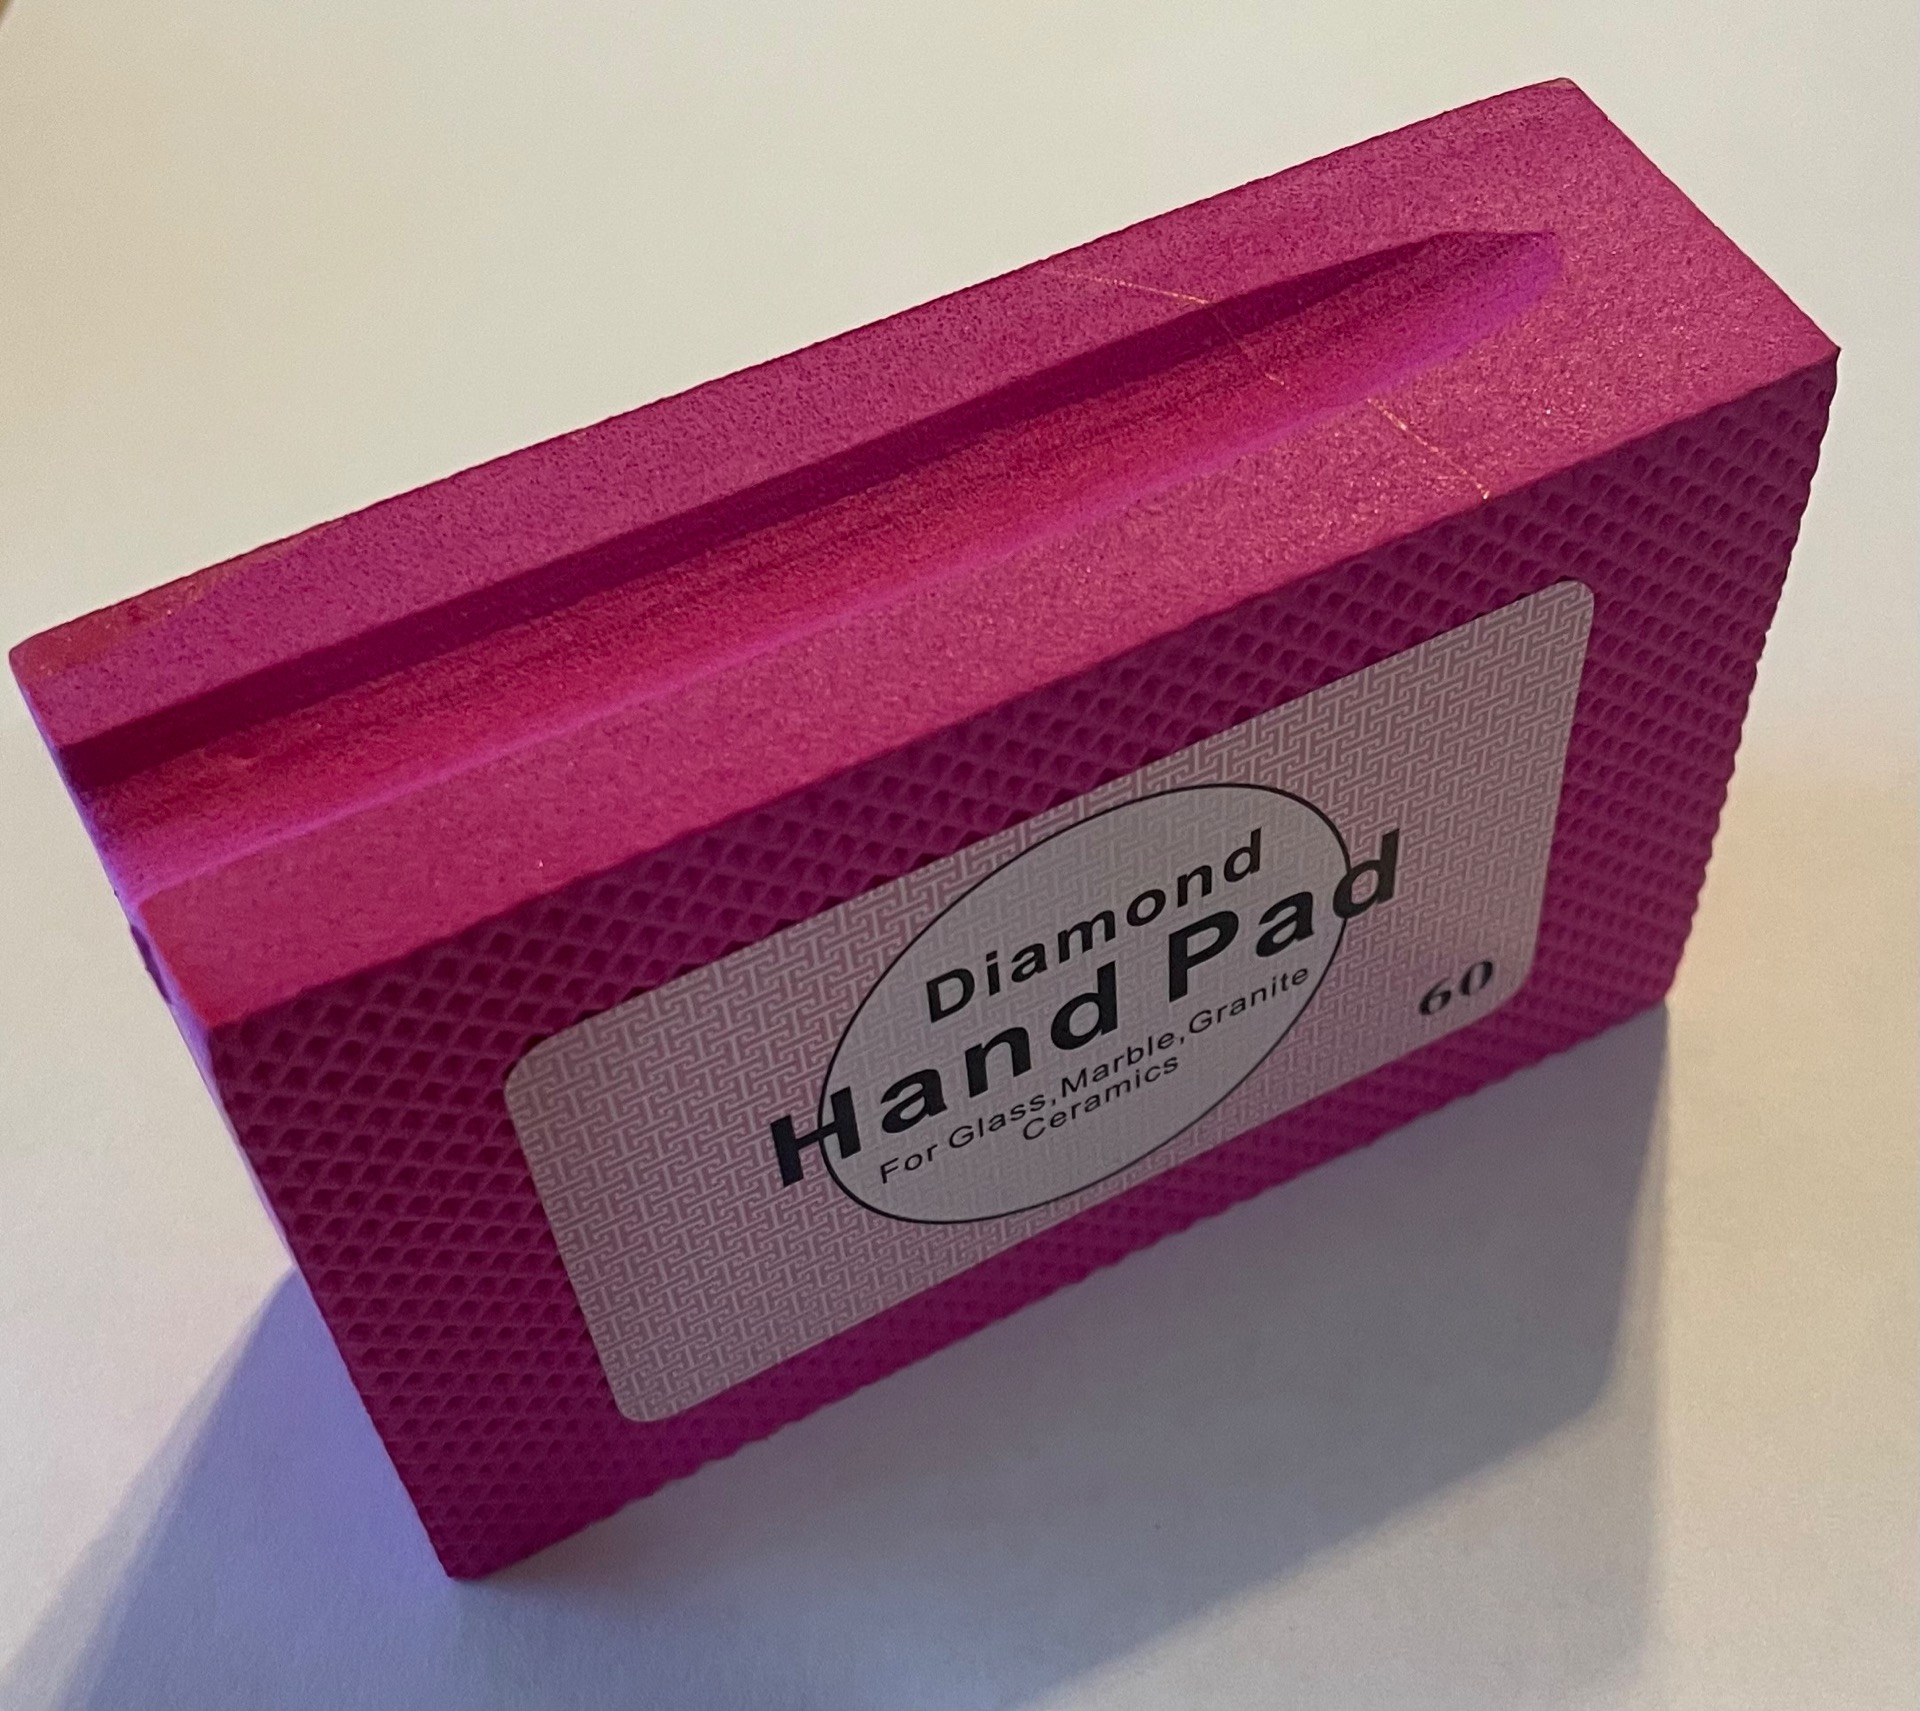 Diamond
Hand Pad
For Glass,Marble,Granite
Ceramics
60